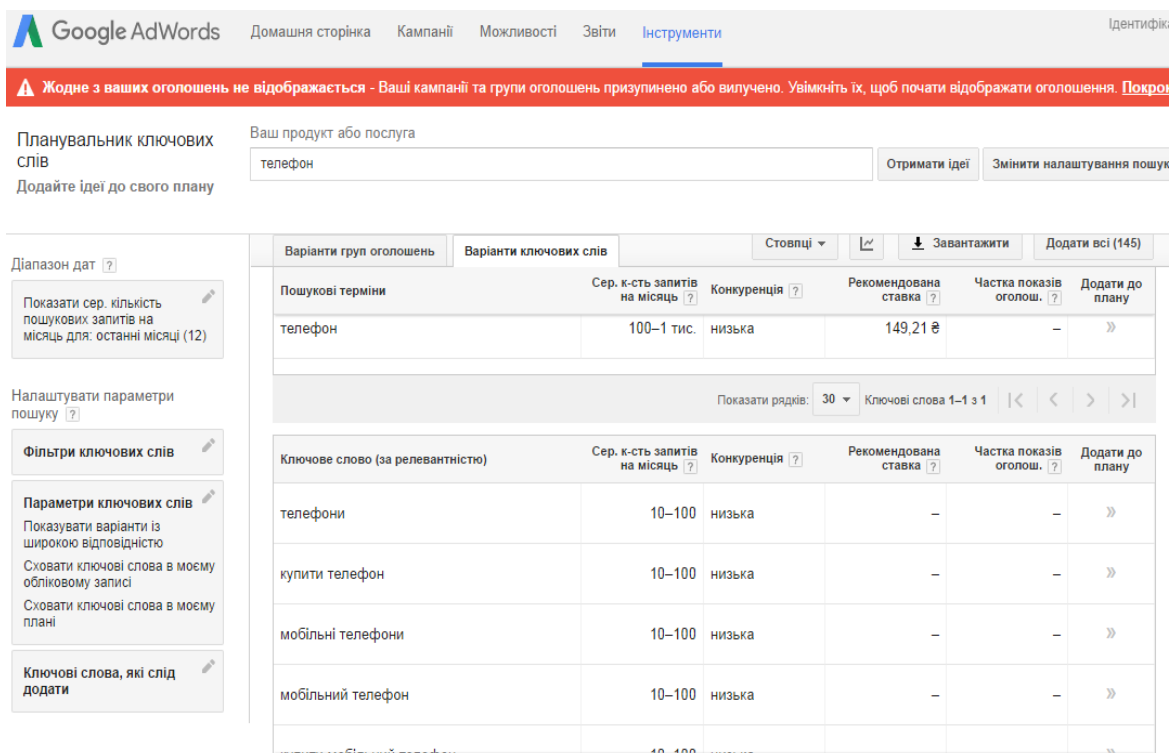 Google AdWords Домашня сторінка Кампанії Можливості Звіти Інструменти
Жодне з ваших оголошень не відображається - Ваші кампанії та групи оголошень призупинено або вилучено. Увімкніть їх, щоб почати відображати оголошення.
Планувальник ключових
слів
Додайте ідеї до свого плану
Ваш продукт або послуга
телефон
Отримати ідеї
Змінити налаштування
Діапазон дат ?
Показати сер. кількість
пошукових запитів на
місяць для: останні місяці (12)
Налаштувати параметри
пошуку ?
Фільтри ключових слів
Параметри ключових слів
Показувати варіанти із
широкою відповідністю
Сховати ключові слова в моєму
обліковому записі
Сховати ключові слова в моєму
плані
Ключові слова, які слід
додати
Варіанти груп оголошень Варіанти ключових слів Стовпці Завантажити Додати всі (145)
Пошукові терміни Сер. к-сть запитів на місяць ? Конкуренція ? Рекомендована ставка ? Частка показів оголош. ? Додати до плану
телефон 100–1 тис. низька 149,21 ₴ – »
Показати рядків: 30 Ключові слова 1–1 з 1
Ключове слово (за релевантністю) Сер. к-сть запитів на місяць ? Конкуренція ? Рекомендована ставка ? Частка показів оголош. ? Додати до плану
телефони 10–100 низька – – »
купити телефон 10–100 низька – – »
мобільні телефони 10–100 низька – – »
мобільний телефон 10–100 низька – – »